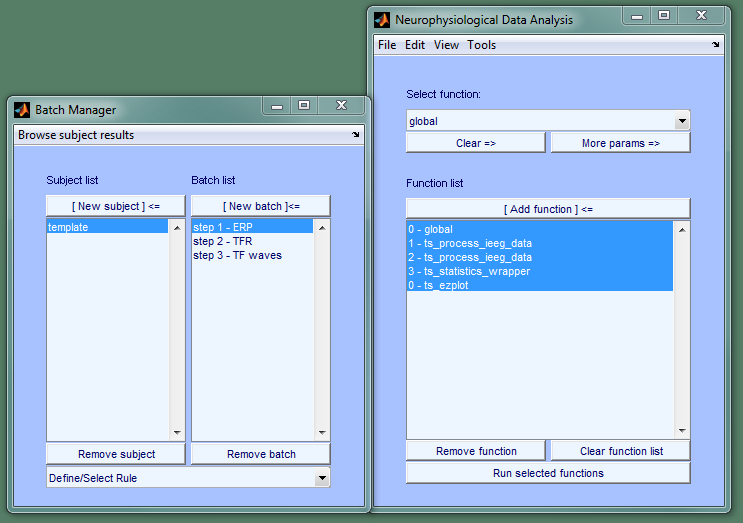 Batch Manager
Browse subject results
Subject list
Batch list
[ New subject ] <=
[ New batch ]<=
template
step 1 - ERP
step 2 - TFR
step 3 - TF waves
Remove subject
Remove batch
Define/Select Rule
Neurophysiological Data Analysis
File Edit View Tools
Select function:
global
Clear =>
More params =>
Function list
[ Add function ] <=
0 - global
1 - ts_process_ieeg_data
2 - ts_process_ieeg_data
3 - ts_statistics_wrapper
0 - ts_ezplot
Remove function
Clear function list
Run selected functions